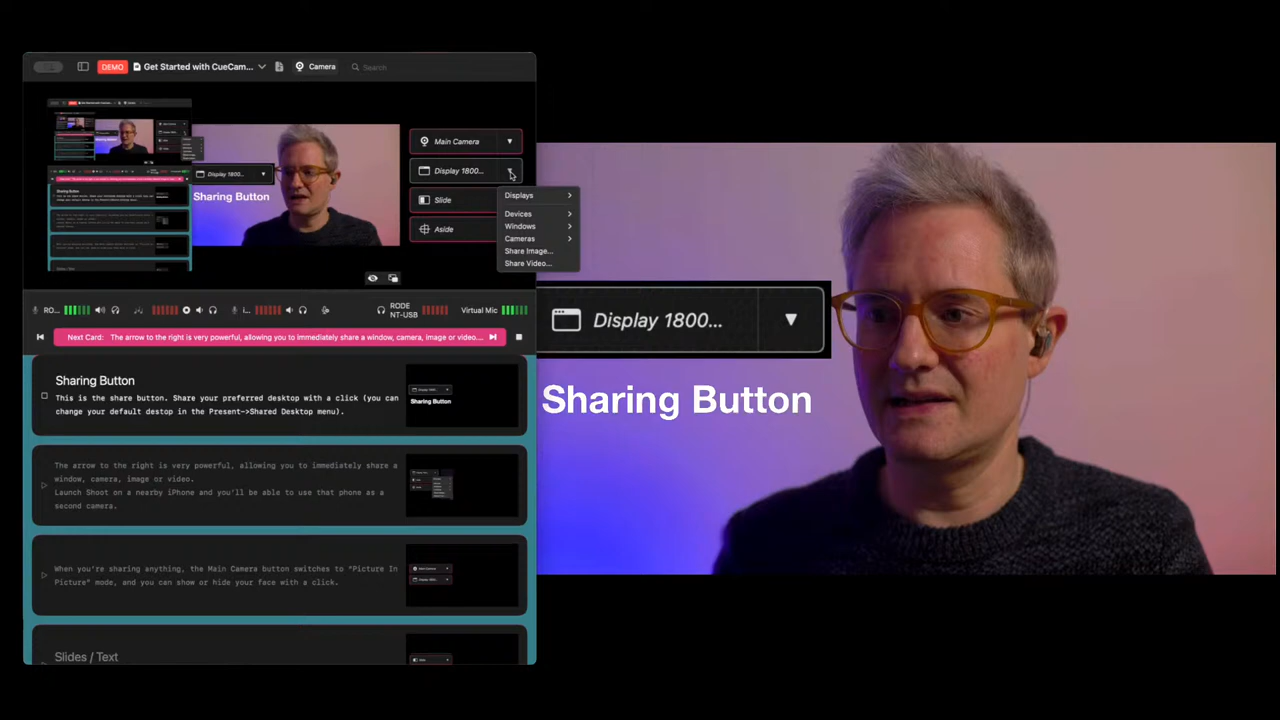 DEMO Get Started with CueCam... Camera Search
Main Camera
Display 1800...
Display 1800...
Slide
Sharing Button
Aside
Displays
Devices
Windows
Cameras
Share Image...
Share Video...
RO...
i...
RODE
NT-USB
Virtual Mic
Next Card: The arrow to the right is very powerful, allowing you to immediately share a window, camera, image or video....
Display 1800...
Sharing Button
Sharing Button
This is the share button. Share your preferred desktop with a click (you can
change your default destop in the Present->Shared Desktop menu).
Sharing Button
The arrow to the right is very powerful, allowing you to immediately share a
window, camera, image or video.
Launch Shoot on a nearby iPhone and you'll be able to use that phone as a
second camera.
When you're sharing anything, the Main Camera button switches to "Picture In
Picture" mode, and you can show or hide your face with a click.
Slides / Text